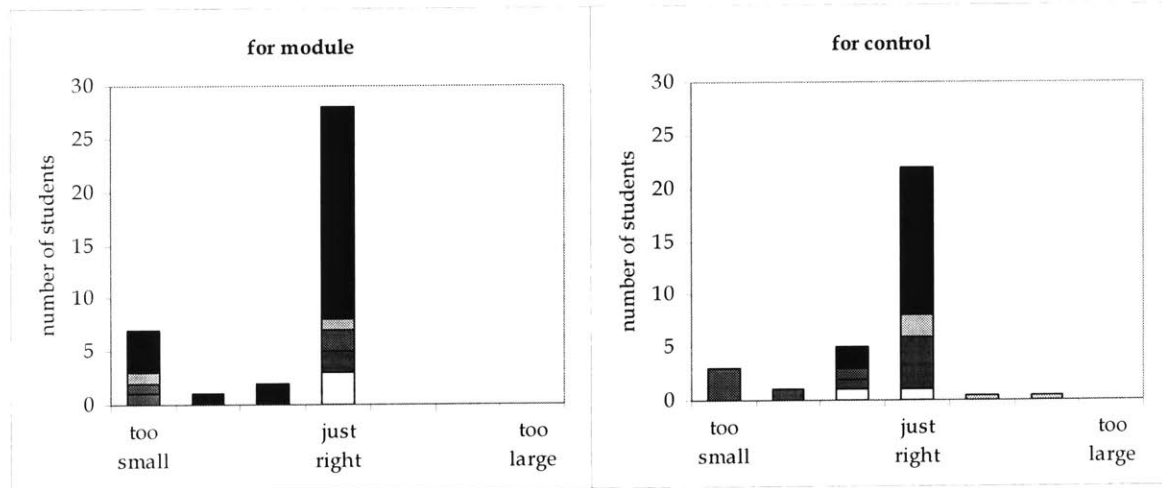 for module
number of students
30
25
20
15
10
5
0
too small
just right
too large
for control
number of students
30
25
20
15
10
5
0
too small
just right
too large